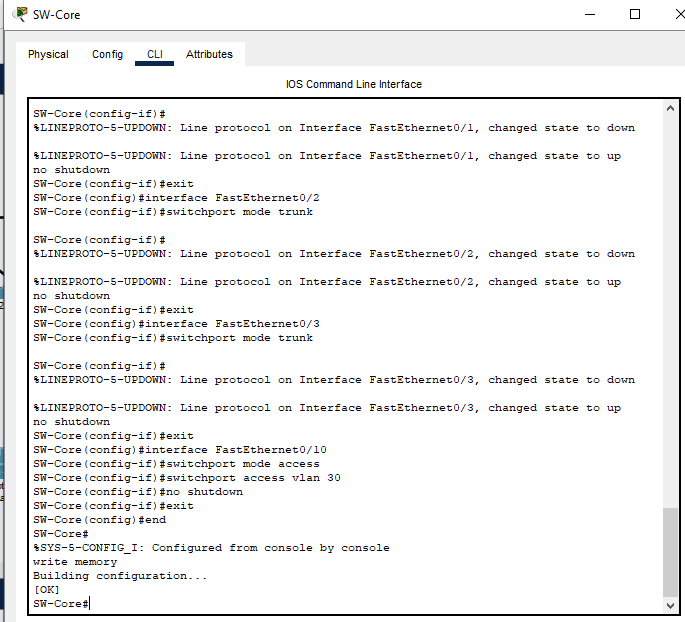 SW-Core
Physical Config CLI Attributes
IOS Command Line Interface
SW-Core(config-if)#
%LINEPROTO-5-UPDOWN: Line protocol on Interface FastEthernet0/1, changed state to down
%LINEPROTO-5-UPDOWN: Line protocol on Interface FastEthernet0/1, changed state to up
no shutdown
SW-Core(config-if)#exit
SW-Core(config)#interface FastEthernet0/2
SW-Core(config-if)#switchport mode trunk
SW-Core(config-if)#
%LINEPROTO-5-UPDOWN: Line protocol on Interface FastEthernet0/2, changed state to down
%LINEPROTO-5-UPDOWN: Line protocol on Interface FastEthernet0/2, changed state to up
no shutdown
SW-Core(config-if)#exit
SW-Core(config)#interface FastEthernet0/3
SW-Core(config-if)#switchport mode trunk
SW-Core(config-if)#
%LINEPROTO-5-UPDOWN: Line protocol on Interface FastEthernet0/3, changed state to down
%LINEPROTO-5-UPDOWN: Line protocol on Interface FastEthernet0/3, changed state to up
no shutdown
SW-Core(config-if)#exit
SW-Core(config)#interface FastEthernet0/10
SW-Core(config-if)#switchport mode access
SW-Core(config-if)#switchport access vlan 30
SW-Core(config-if)#no shutdown
SW-Core(config-if)#exit
SW-Core(config)#end
SW-Core#
%SYS-5-CONFIG_I: Configured from console by console
write memory
Building configuration...
[OK]
SW-Core#